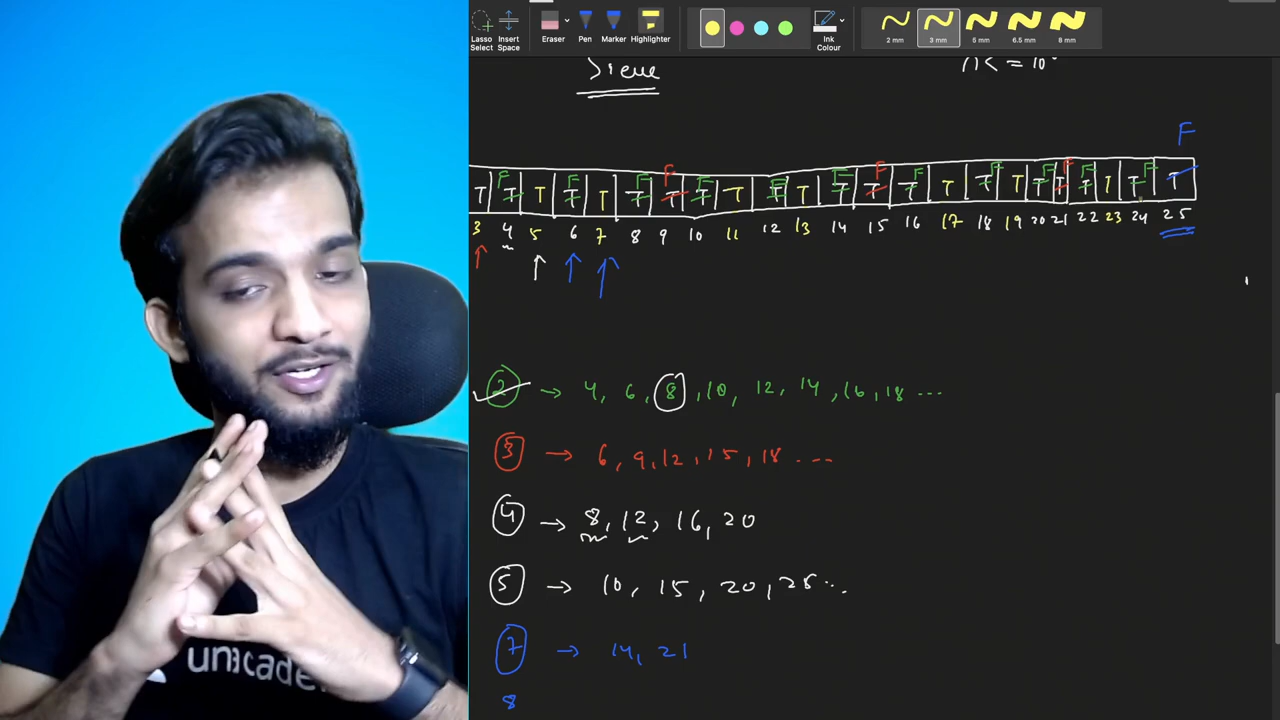 Lasso Select
Insert Space
Eraser
Pen
Marker
Highlighter
Ink Colour
2 mm
3 mm
5 mm
6.5 mm
8 mm
Sieve
F
F F F F F F F F F F F F F F
T T T T T T T T T T T T T T T T T T T T T T T
3 4 5 6 7 8 9 10 11 12 13 14 15 16 17 18 19 20 21 22 23 24 25
2 → 4, 6, 8, 10, 12, 14, 16, 18 ...
3 → 6, 9, 12, 15, 18 ...
4 → 8, 12, 16, 20
5 → 10, 15, 20, 25 ...
7 → 14, 21
8
unacade